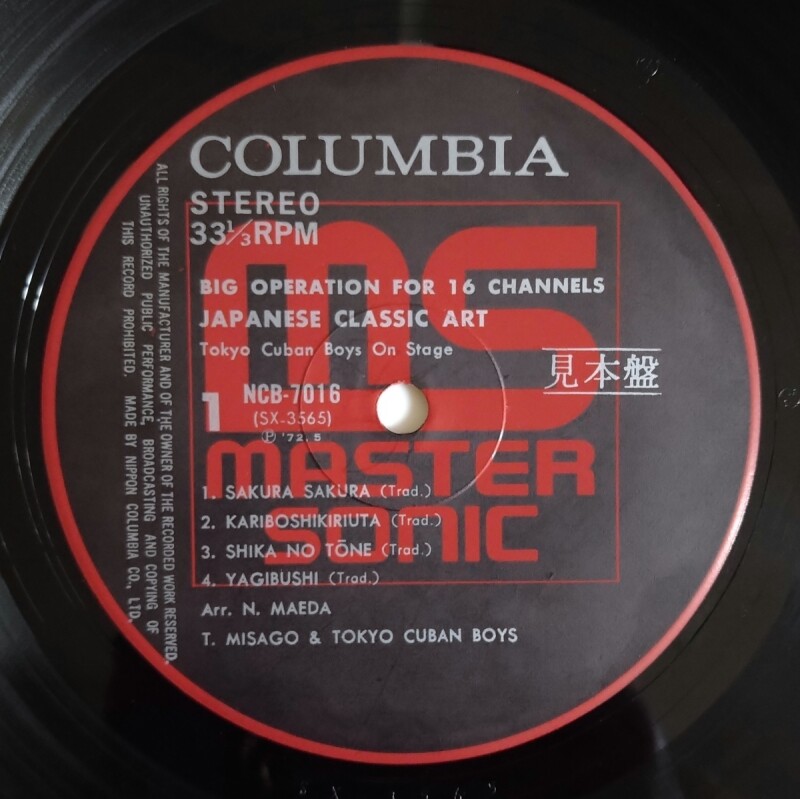 COLUMBIA
STEREO
33 1/3 RPM
MS
BIG OPERATION FOR 16 CHANNELS
JAPANESE CLASSIC ART
Tokyo Cuban Boys On Stage
見本盤
1
NCB-7016
(SX-3565)
Ⓟ '72.5
MASTER
SONIC
1. SAKURA SAKURA (Trad.)
2. KARIBOSHIKIRIUTA (Trad.)
3. SHIKA NO TŌNE (Trad.)
4. YAGIBUSHI (Trad.)
Arr. N. MAEDA
T. MISAGO & TOKYO CUBAN BOYS
ALL RIGHTS OF THE MANUFACTURER AND OF THE OWNER OF THE RECORDED WORK RESERVED.
UNAUTHORIZED PUBLIC PERFORMANCE, BROADCASTING AND COPYING OF
THIS RECORD PROHIBITED. MADE BY NIPPON COLUMBIA CO., LTD.